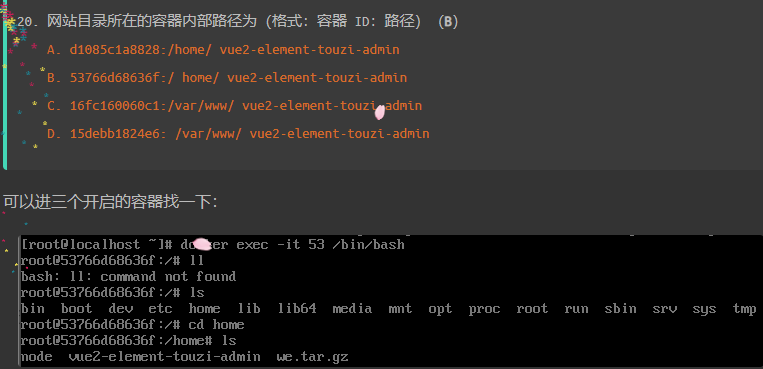 20. 网站目录所在的容器内部路径为（格式：容器 ID：路径）（B）
A. d1085c1a8828:/home/ vue2-element-touzi-admin
B. 53766d68636f:/ home/ vue2-element-touzi-admin
C. 16fc160060c1:/var/www/ vue2-element-touzi-admin
D. 15debb1824e6: /var/www/ vue2-element-touzi-admin
可以进三个开启的容器找一下：
[root@localhost ~]# docker exec -it 53 /bin/bash
root@53766d68636f:/# ll
bash: ll: command not found
root@53766d68636f:/# ls
bin boot dev etc home lib lib64 media mnt opt proc root run sbin srv sys tmp
root@53766d68636f:/# cd home
root@53766d68636f:/home# ls
node vue2-element-touzi-admin we.tar.gz